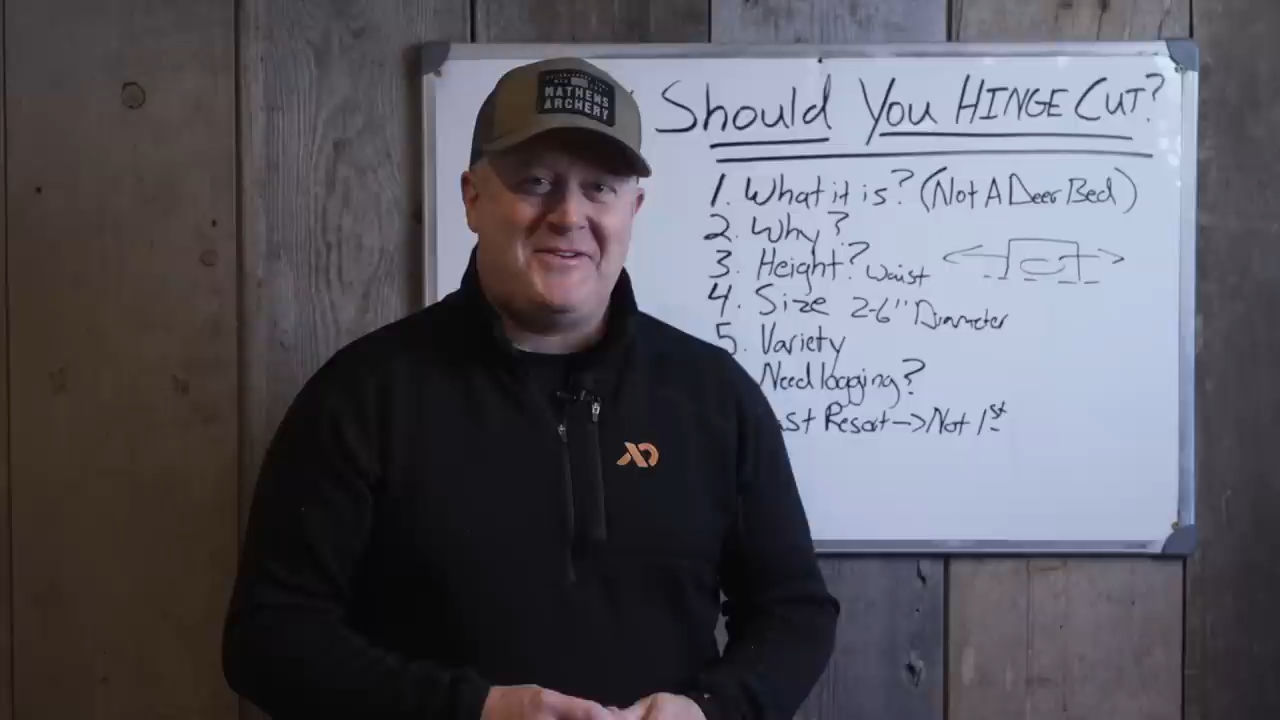 MATHEWS
ARCHERY
Should You HINGE CUT?
1. What it is? (Not A Deer Bed)
2. Why?
3. Height? Waist
4. Size 2-6" Diameter
5. Variety
Need logging?
Resort -> Not 1st